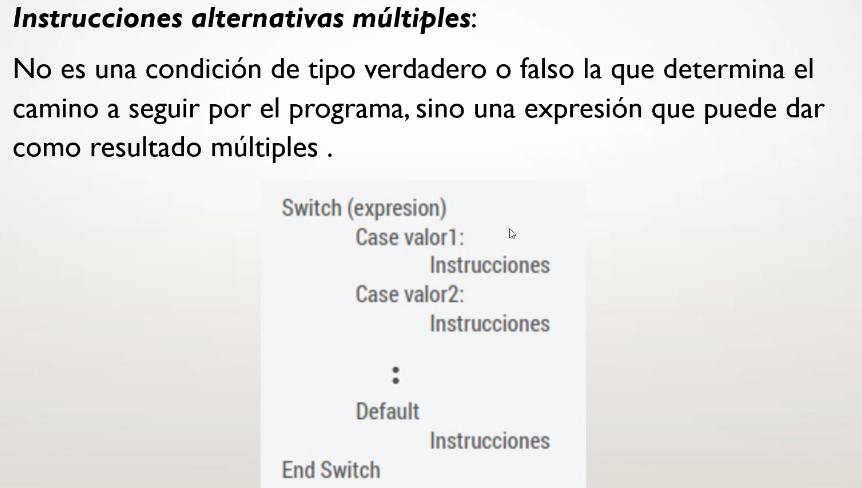 Instrucciones alternativas múltiples:
No es una condición de tipo verdadero o falso la que determina el
camino a seguir por el programa, sino una expresión que puede dar
como resultado múltiples .
Switch (expresion)
Case valor1:
Instrucciones
Case valor2:
Instrucciones
:
Default
Instrucciones
End Switch